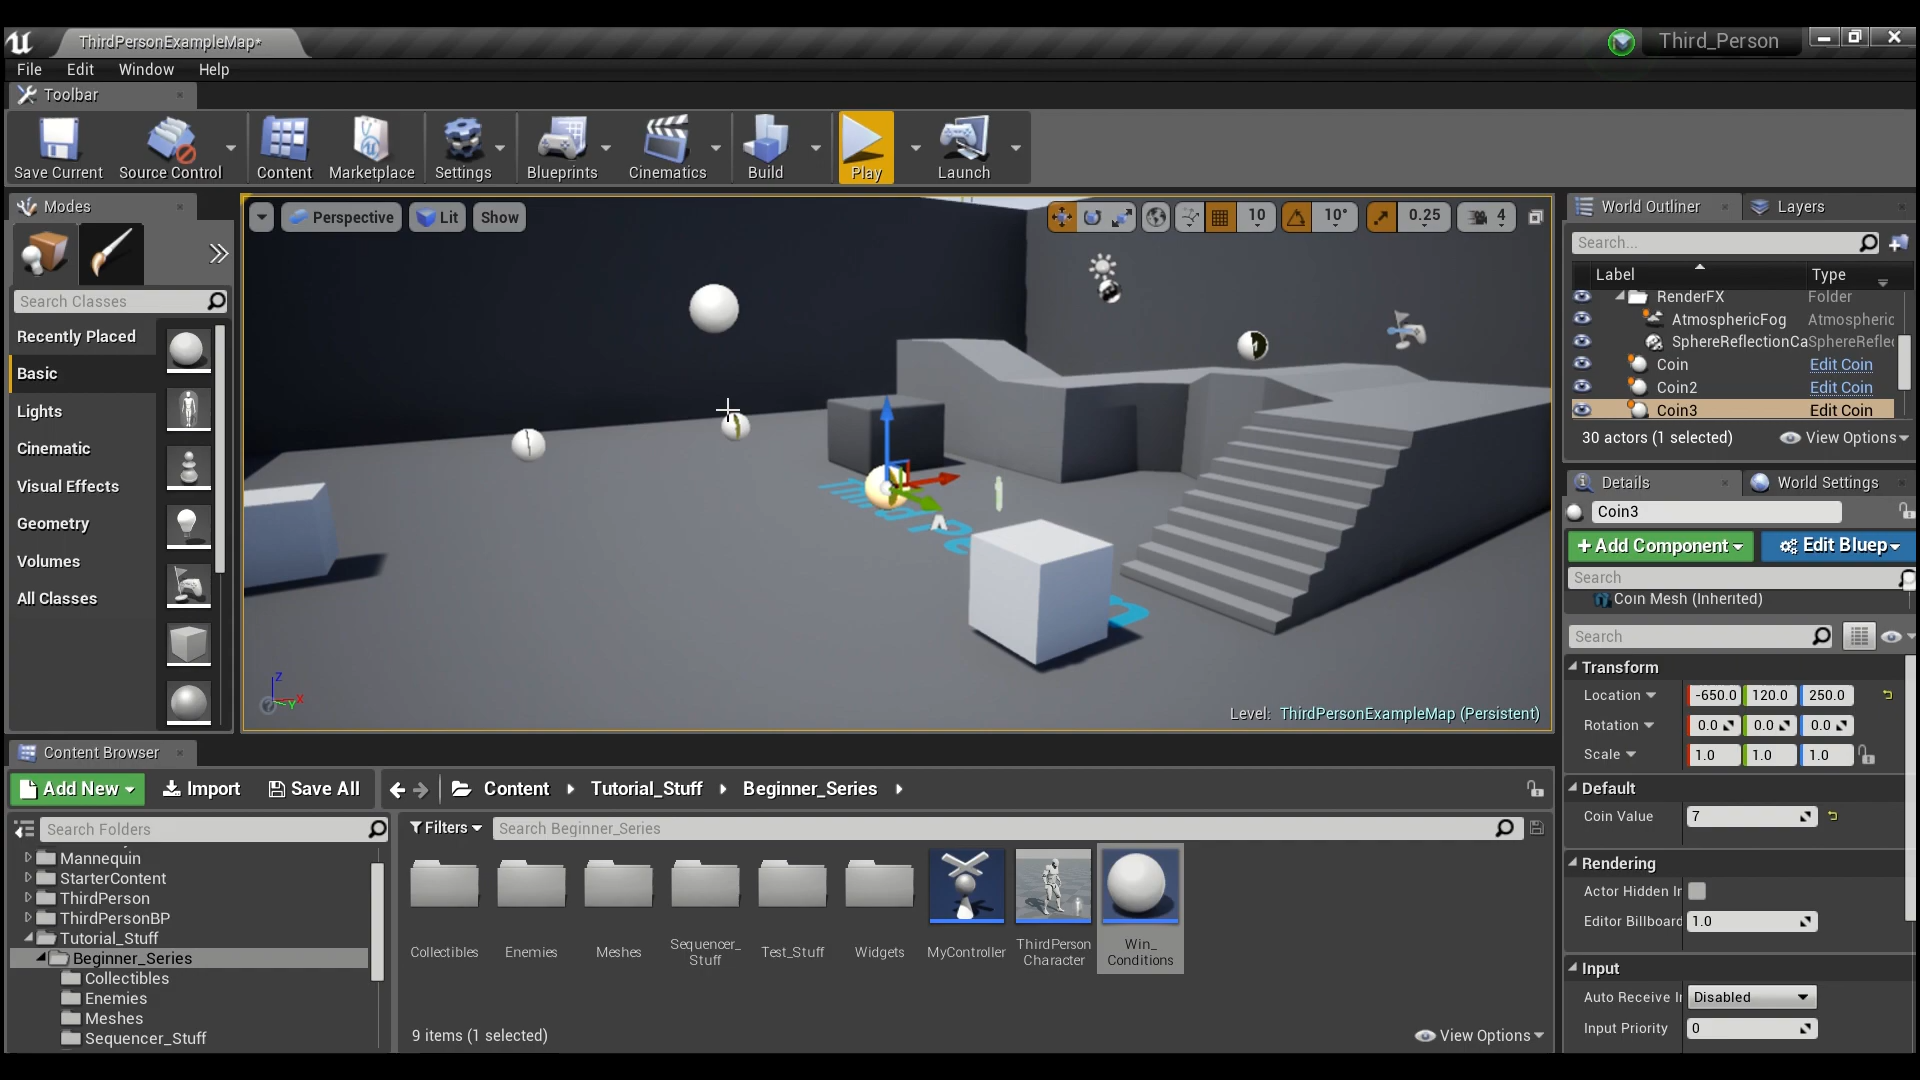 ThirdPersonExampleMap*
Third_Person
File Edit Window Help
Toolbar
Save Current
Source Control
Content
Marketplace
Settings
Blueprints
Cinematics
Build
Play
Launch
Modes
Search Classes
Recently Placed
Basic
Lights
Cinematic
Visual Effects
Geometry
Volumes
All Classes
Perspective
Lit
Show
10
10°
0.25
4
Z
X
Y
Level: ThirdPersonExampleMap (Persistent)
World Outliner
Layers
Search...
Label Type
RenderFX Folder
AtmosphericFog Atmospheric
SphereReflectionCa SphereReflec
Coin Edit Coin
Coin2 Edit Coin
Coin3 Edit Coin
30 actors (1 selected)
View Options
Details
World Settings
Coin3
+ Add Component
Edit Bluep
Search
Coin Mesh (Inherited)
Search
Transform
Location -650.0 120.0 250.0
Rotation 0.0 0.0 0.0
Scale 1.0 1.0 1.0
Default
Coin Value 7
Rendering
Actor Hidden In
Editor Billboard 1.0
Input
Auto Receive In Disabled
Input Priority 0
Content Browser
Add New
Import
Save All
Content
Tutorial_Stuff
Beginner_Series
Search Folders
Mannequin
StarterContent
ThirdPerson
ThirdPersonBP
Tutorial_Stuff
Beginner_Series
Collectibles
Enemies
Meshes
Sequencer_Stuff
Filters
Search Beginner_Series
Collectibles
Enemies
Meshes
Sequencer_
Stuff
Test_Stuff
Widgets
MyController
ThirdPerson
Character
Win_
Conditions
9 items (1 selected)
View Options